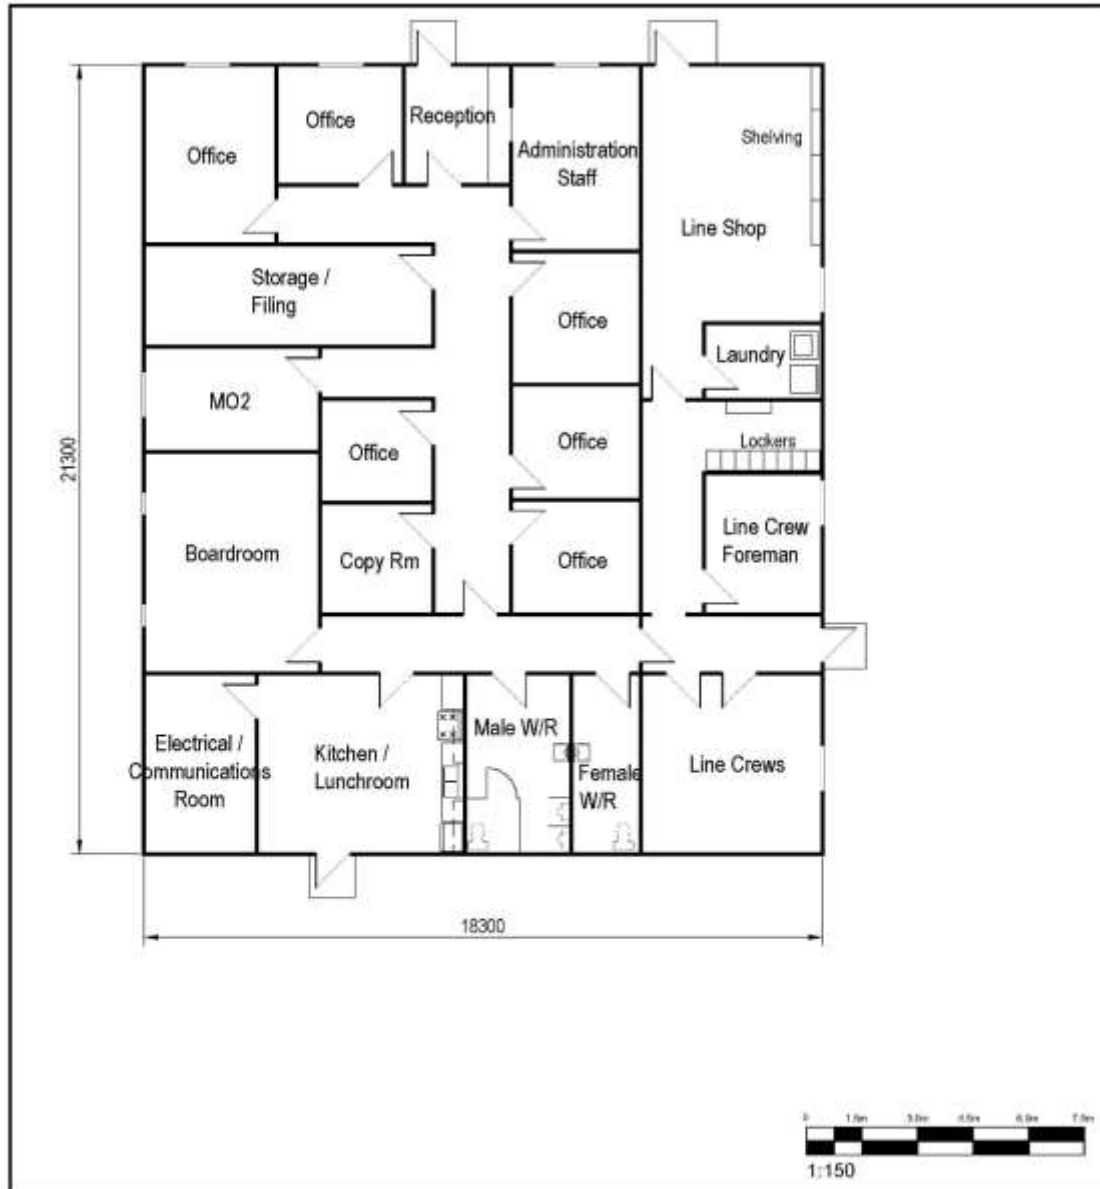 Office
Office
Reception
Administration
Staff
Shelving
Line Shop
Storage /
Filing
Office
Laundry
MO2
Office
Office
Lockers
21300
Boardroom
Copy Rm
Office
Line Crew
Foreman
Electrical /
Communications
Room
Kitchen /
Lunchroom
Male W/R
Female
W/R
Line Crews
18300
0
1:150